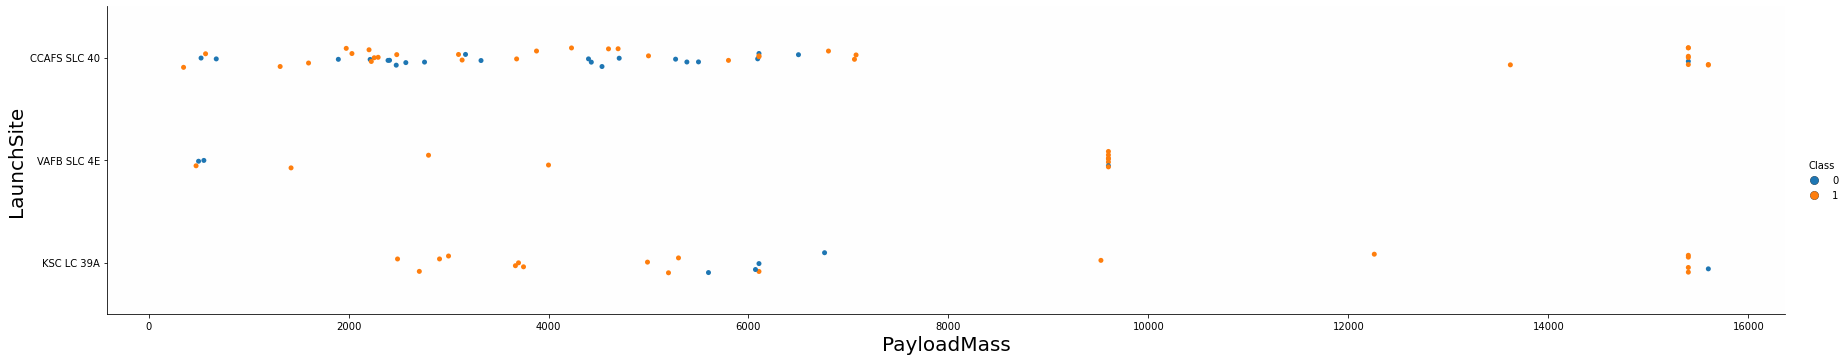 LaunchSite
CCAFS SLC 40
VAFB SLC 4E
KSC LC 39A
0 2000 4000 6000 8000 10000 12000 14000 16000
PayloadMass
Class
0
1